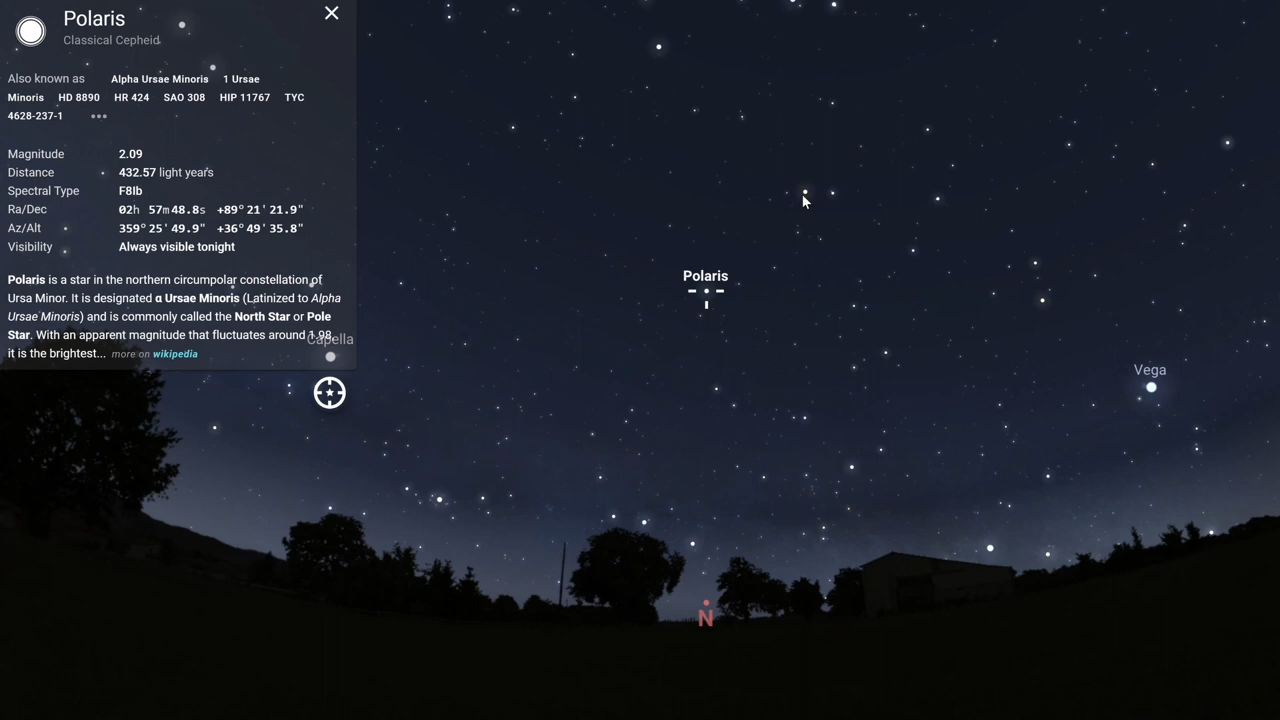 Polaris
Classical Cepheid
Also known as Alpha Ursae Minoris 1 Ursae
Minoris HD 8890 HR 424 SAO 308 HIP 11767 TYC
4628-237-1 •••
Magnitude 2.09
Distance 432.57 light years
Spectral Type F8Ib
Ra/Dec 02h 57m48.8s +89°21'21.9"
Az/Alt 359°25'49.9" +36°49'35.8"
Visibility Always visible tonight
Polaris is a star in the northern circumpolar constellation of
Ursa Minor. It is designated α Ursae Minoris (Latinized to Alpha
Ursae Minoris) and is commonly called the North Star or Pole
Star. With an apparent magnitude that fluctuates around 1.98,
it is the brightest... more on wikipedia
Capella
Polaris
Vega
N